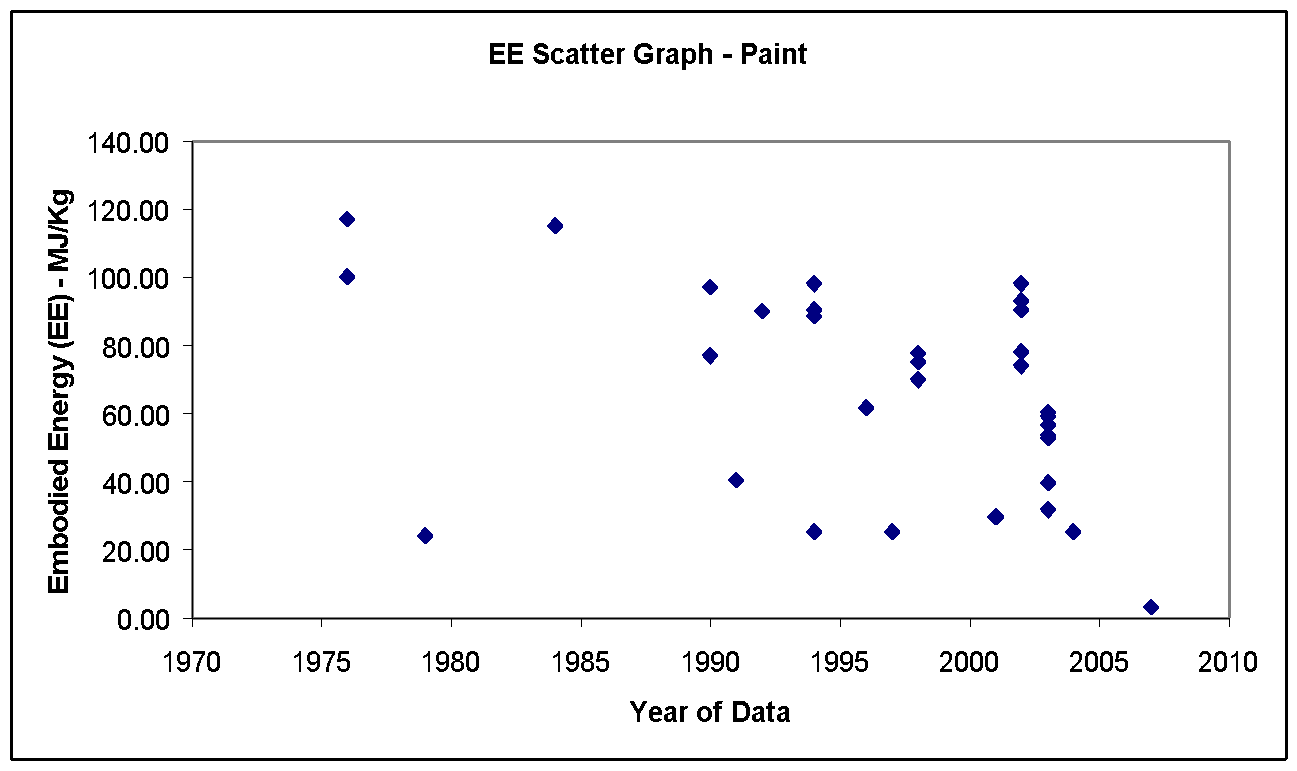 EE Scatter Graph - Paint
140.00
120.00
100.00
80.00
60.00
40.00
20.00
0.00
Embodied Energy (EE) - MJ/Kg
1970 1975 1980 1985 1990 1995 2000 2005 2010
Year of Data